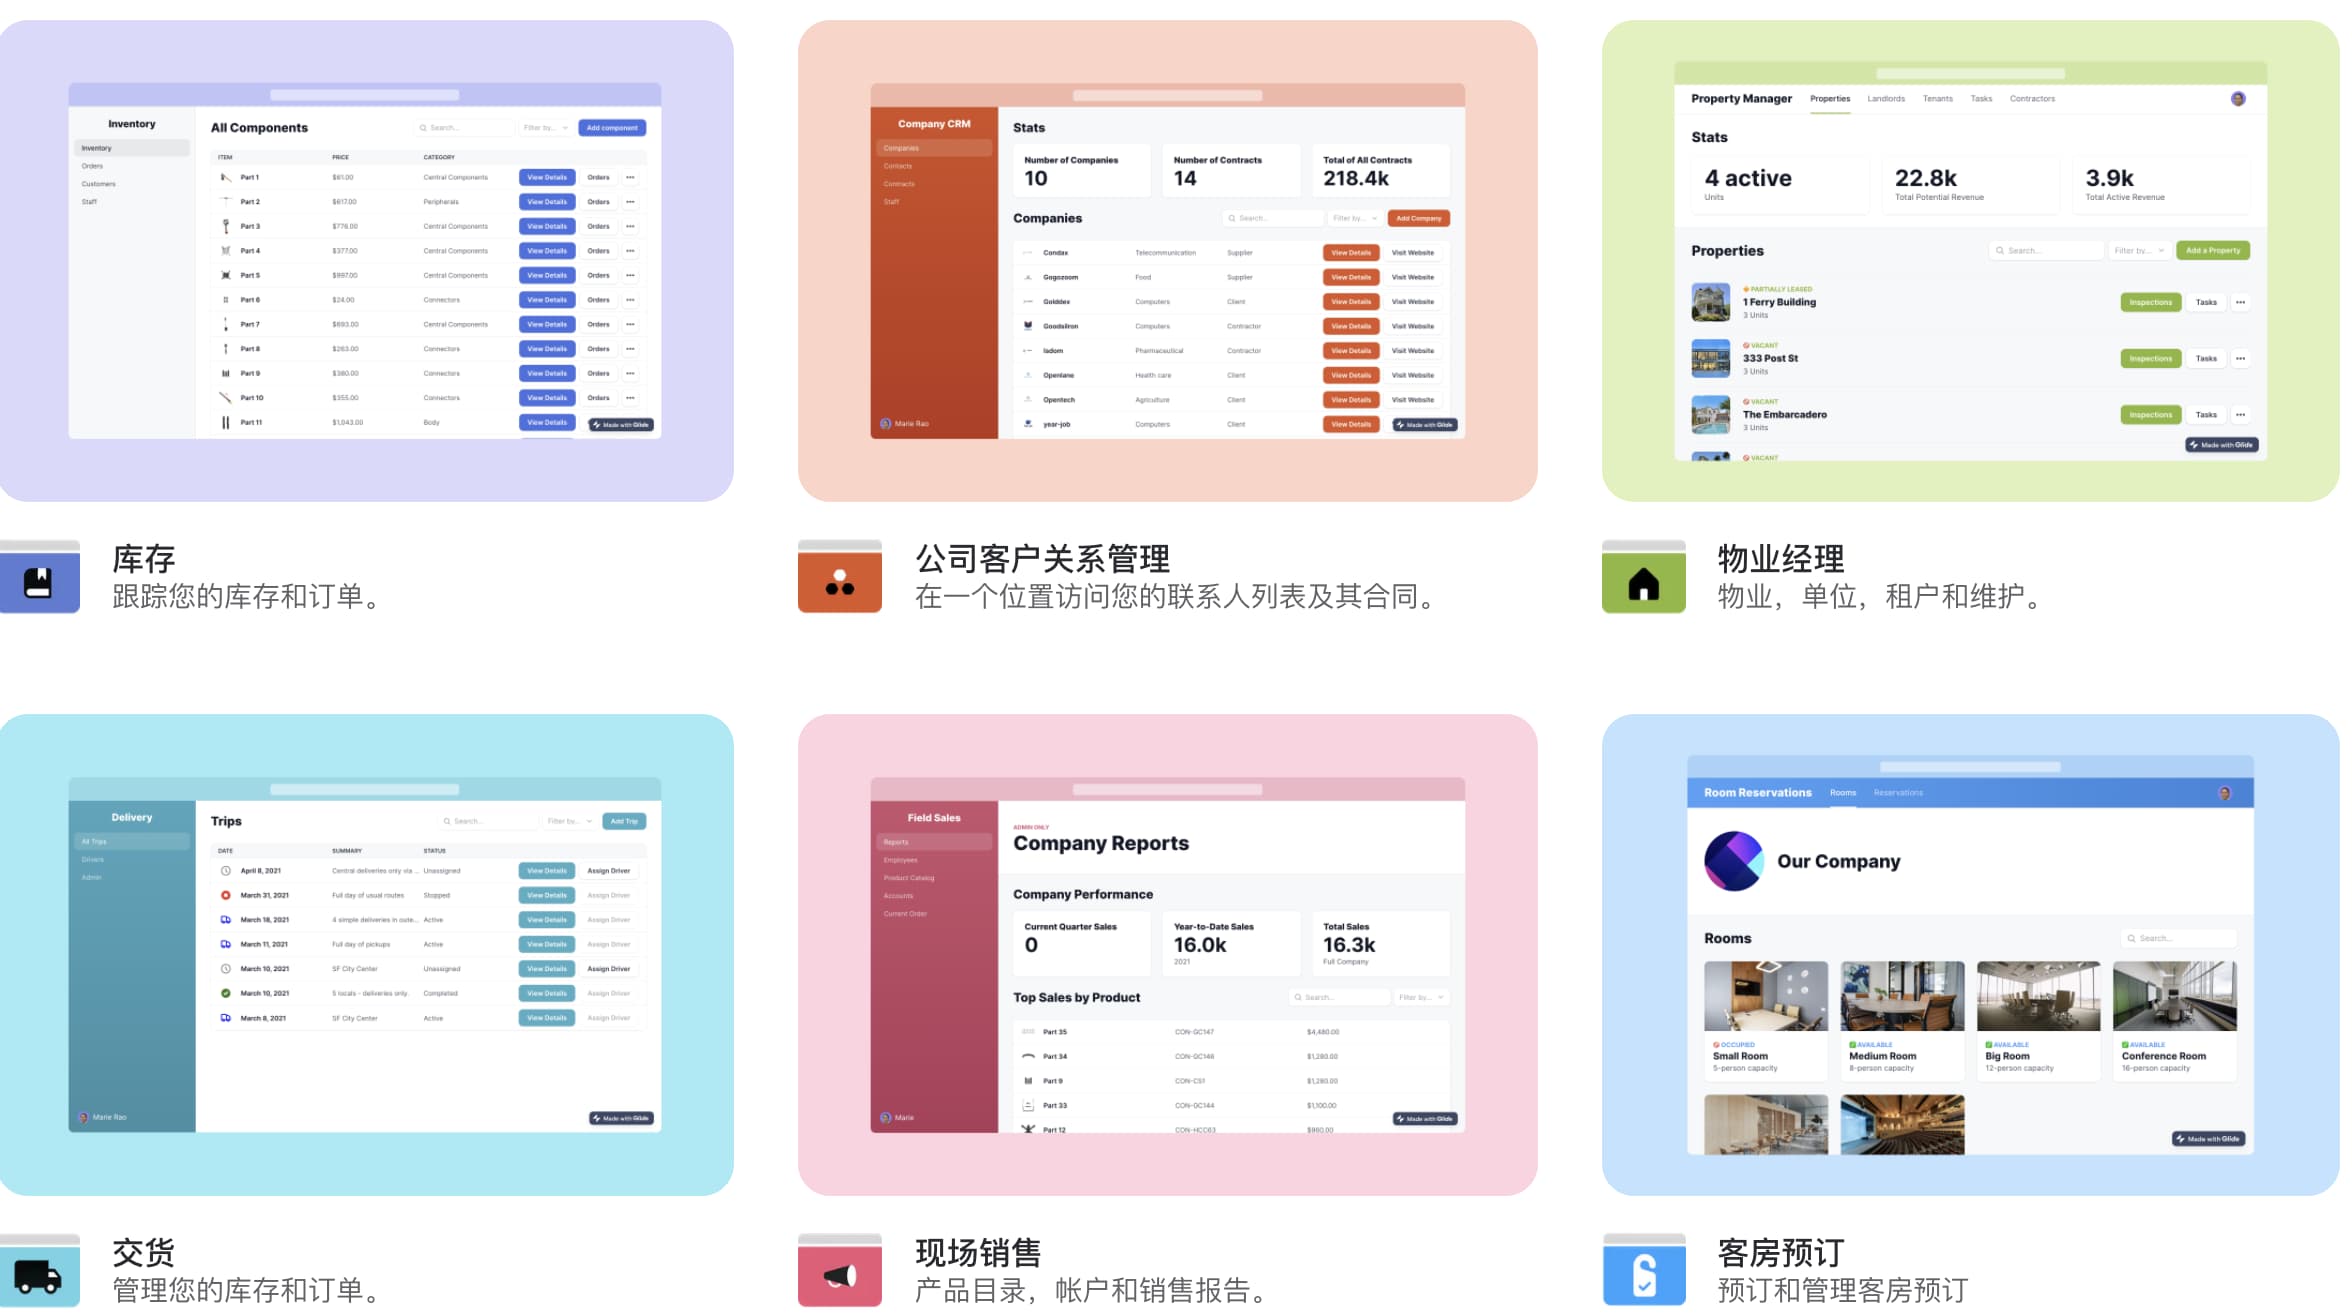 Inventory
Inventory
Orders
Customers
Staff
All Components
Search...
Filter by...
Add component
ITEM PRICE CATEGORY
Part 1 $61.00 Central Components View Details Orders
Part 2 $617.00 Peripherals View Details Orders
Part 3 $776.00 Central Components View Details Orders
Part 4 $377.00 Central Components View Details Orders
Part 5 $997.00 Central Components View Details Orders
Part 6 $24.00 Connectors View Details Orders
Part 7 $693.00 Central Components View Details Orders
Part 8 $263.00 Connectors View Details Orders
Part 9 $380.00 Connectors View Details Orders
Part 10 $355.00 Connectors View Details Orders
Part 11 $1,043.00 Body View Details
Made with Glide
库存
跟踪您的库存和订单。
Company CRM
Companies
Contacts
Contracts
Staff
Marie Rao
Stats
Number of Companies
10
Number of Contracts
14
Total of All Contracts
218.4k
Companies
Search...
Filter by...
Add Company
Condax Telecommunication Supplier View Details Visit Website
Gogozoom Food Supplier View Details Visit Website
Golddex Computers Client View Details Visit Website
Goodsilron Computers Contractor View Details Visit Website
Isdom Pharmaceutical Contractor View Details Visit Website
Openlane Health care Client View Details Visit Website
Opentech Agriculture Client View Details Visit Website
year-job Computers Client View Details
Made with Glide
公司客户关系管理
在一个位置访问您的联系人列表及其合同。
Property Manager Properties Landlords Tenants Tasks Contractors
Stats
4 active
Units
22.8k
Total Potential Revenue
3.9k
Total Active Revenue
Properties
Search...
Filter by...
Add a Property
PARTIALLY LEASED
1 Ferry Building
3 Units
Inspections Tasks
VACANT
333 Post St
3 Units
Inspections Tasks
VACANT
The Embarcadero
3 Units
Inspections Tasks
VACANT
Made with Glide
物业经理
物业，单位，租户和维护。
Delivery
All Trips
Drivers
Admin
Marie Rao
Trips
Search...
Filter by...
Add Trip
DATE SUMMARY STATUS
April 8, 2021 Central deliveries only via ... Unassigned View Details Assign Driver
March 31, 2021 Full day of usual routes Stopped View Details Assign Driver
March 18, 2021 4 simple deliveries in oute... Active View Details Assign Driver
March 11, 2021 Full day of pickups Active View Details Assign Driver
March 10, 2021 SF City Center Unassigned View Details Assign Driver
March 10, 2021 5 locals - deliveries only. Completed View Details Assign Driver
March 8, 2021 SF City Center Active View Details Assign Driver
Made with Glide
交货
管理您的库存和订单。
Field Sales
Reports
Employees
Product Catalog
Accounts
Current Order
Marie
ADMIN ONLY
Company Reports
Company Performance
Current Quarter Sales
0
Year-to-Date Sales
16.0k
2021
Total Sales
16.3k
Full Company
Top Sales by Product
Search...
Filter by...
Part 35 CON-GC147 $4,480.00
Part 34 CON-GC146 $1,280.00
Part 9 CON-CS1 $1,280.00
Part 33 CON-GC144 $1,100.00
Part 12 CON-HCC63 $960.00
Made with Glide
现场销售
产品目录，帐户和销售报告。
Room Reservations Rooms Reservations
Our Company
Rooms
Search...
OCCUPIED
Small Room
5-person capacity
AVAILABLE
Medium Room
8-person capacity
AVAILABLE
Big Room
12-person capacity
AVAILABLE
Conference Room
16-person capacity
Made with Glide
客房预订
预订和管理客房预订